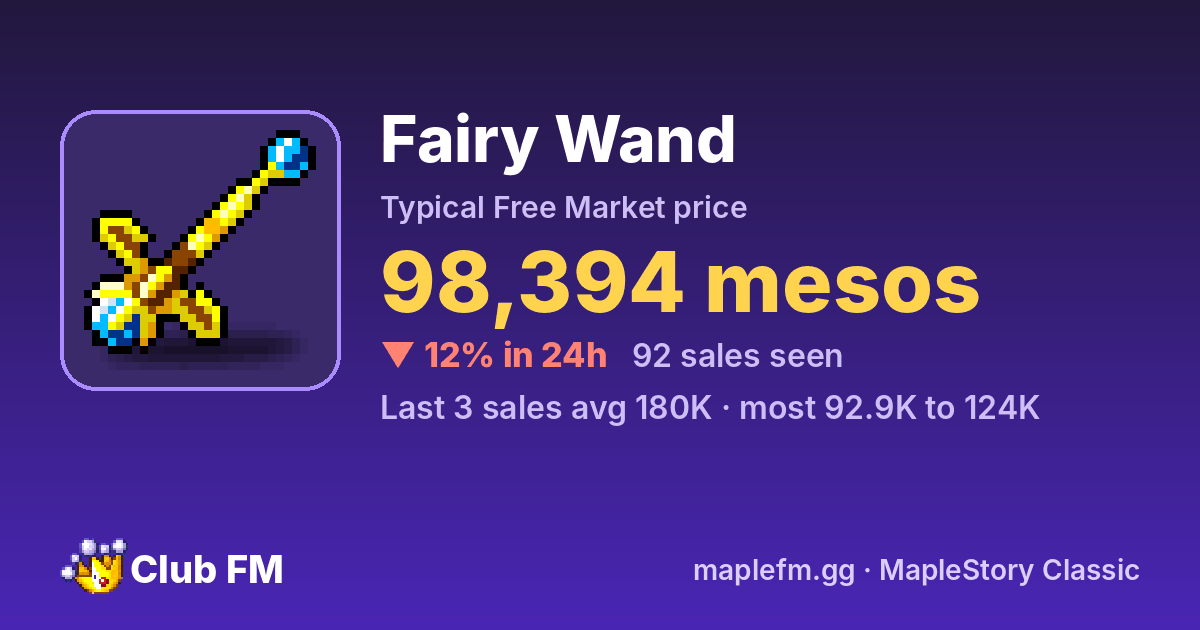 Fairy Wand
Typical Free Market price
98,394 mesos
▼ 12% in 24h 92 sales seen
Last 3 sales avg 180K · most 92.9K to 124K
Club FM
maplefm.gg · MapleStory Classic